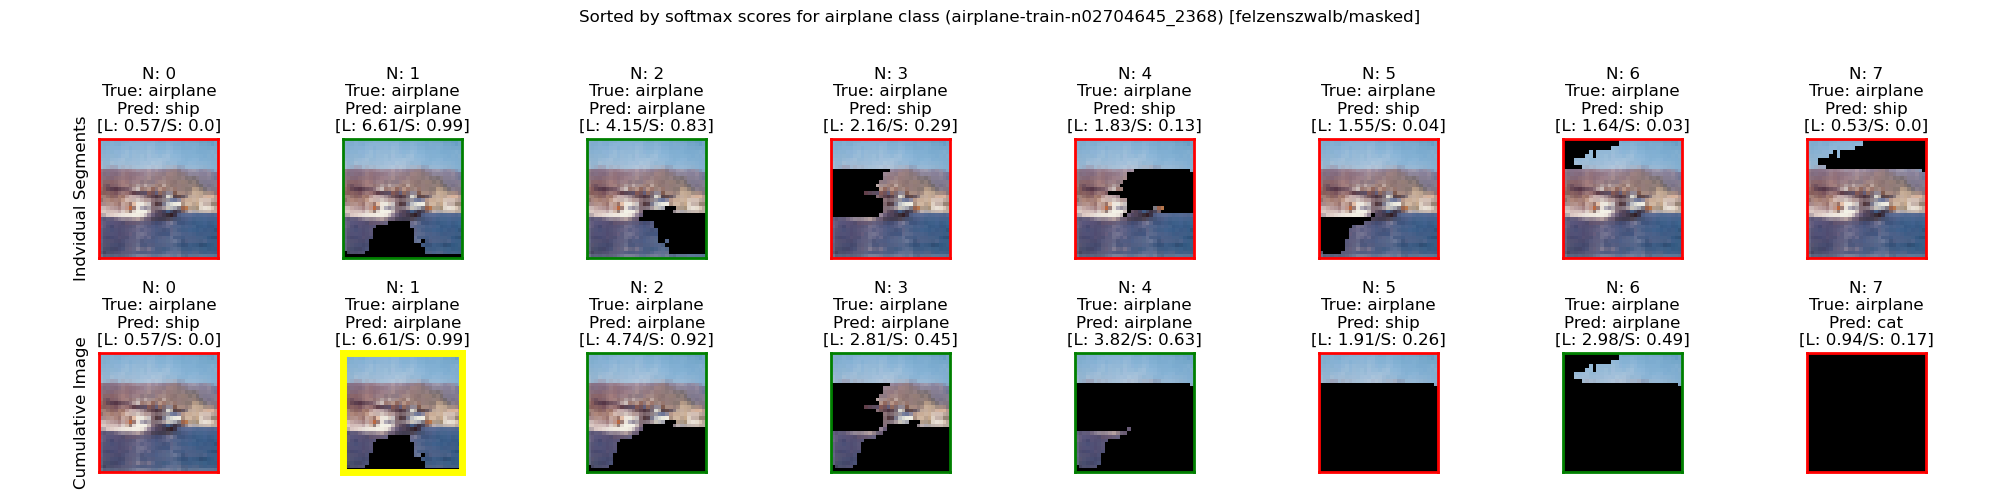 Sorted by softmax scores for airplane class (airplane-train-n02704645_2368) [felzenszwalb/masked]
Indvidual Segments
N: 0
True: airplane
Pred: ship
[L: 0.57/S: 0.0]
N: 1
True: airplane
Pred: airplane
[L: 6.61/S: 0.99]
N: 2
True: airplane
Pred: airplane
[L: 4.15/S: 0.83]
N: 3
True: airplane
Pred: ship
[L: 2.16/S: 0.29]
N: 4
True: airplane
Pred: ship
[L: 1.83/S: 0.13]
N: 5
True: airplane
Pred: ship
[L: 1.55/S: 0.04]
N: 6
True: airplane
Pred: ship
[L: 1.64/S: 0.03]
N: 7
True: airplane
Pred: ship
[L: 0.53/S: 0.0]
Cumulative Image
N: 0
True: airplane
Pred: ship
[L: 0.57/S: 0.0]
N: 1
True: airplane
Pred: airplane
[L: 6.61/S: 0.99]
N: 2
True: airplane
Pred: airplane
[L: 4.74/S: 0.92]
N: 3
True: airplane
Pred: airplane
[L: 2.81/S: 0.45]
N: 4
True: airplane
Pred: airplane
[L: 3.82/S: 0.63]
N: 5
True: airplane
Pred: ship
[L: 1.91/S: 0.26]
N: 6
True: airplane
Pred: airplane
[L: 2.98/S: 0.49]
N: 7
True: airplane
Pred: cat
[L: 0.94/S: 0.17]